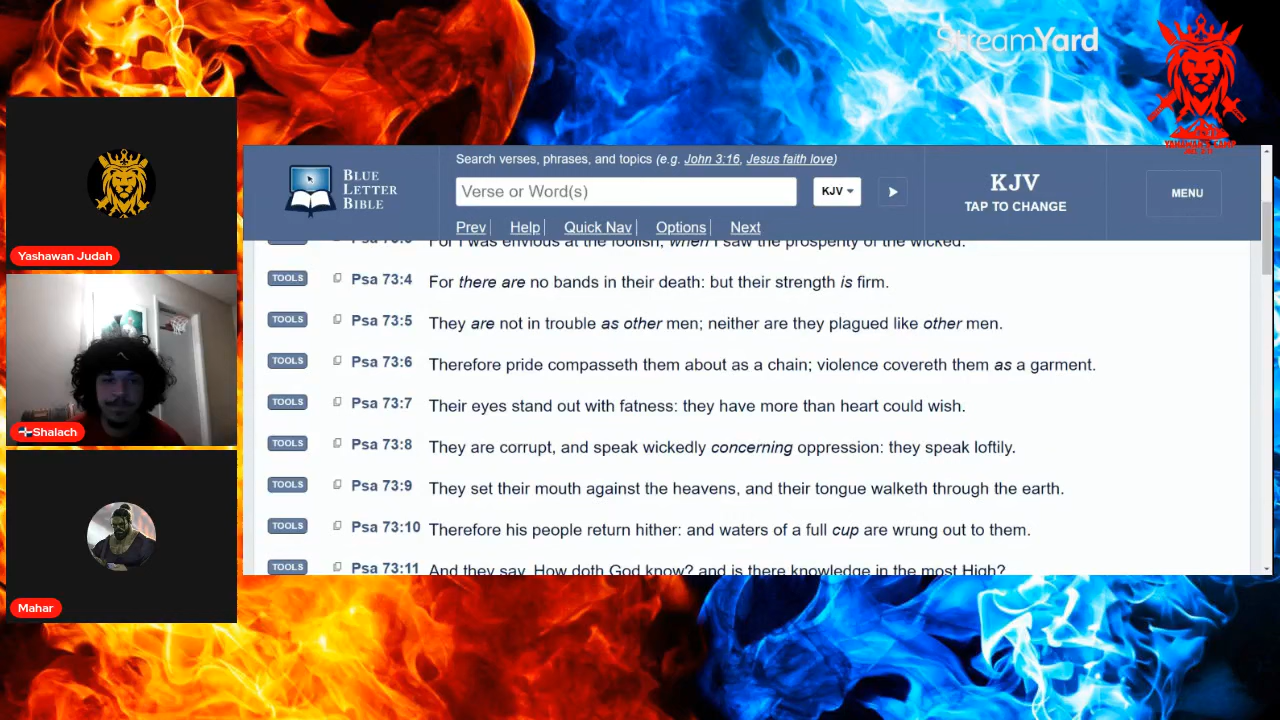 StreamYard
YAHAWAH'S CAMP
Yashawan Judah
Shalach
Mahar
BLUE
LETTER
BIBLE
Search verses, phrases, and topics (e.g. John 3:16, Jesus faith love)
Verse or Word(s)
KJV
Prev
Help
Quick Nav
Options
Next
KJV
TAP TO CHANGE
MENU
For I was envious at the foolish, when I saw the prosperity of the wicked.
TOOLS Psa 73:4 For there are no bands in their death: but their strength is firm.
TOOLS Psa 73:5 They are not in trouble as other men; neither are they plagued like other men.
TOOLS Psa 73:6 Therefore pride compasseth them about as a chain; violence covereth them as a garment.
TOOLS Psa 73:7 Their eyes stand out with fatness: they have more than heart could wish.
TOOLS Psa 73:8 They are corrupt, and speak wickedly concerning oppression: they speak loftily.
TOOLS Psa 73:9 They set their mouth against the heavens, and their tongue walketh through the earth.
TOOLS Psa 73:10 Therefore his people return hither: and waters of a full cup are wrung out to them.
TOOLS Psa 73:11 And they say, How doth God know? and is there knowledge in the most High?